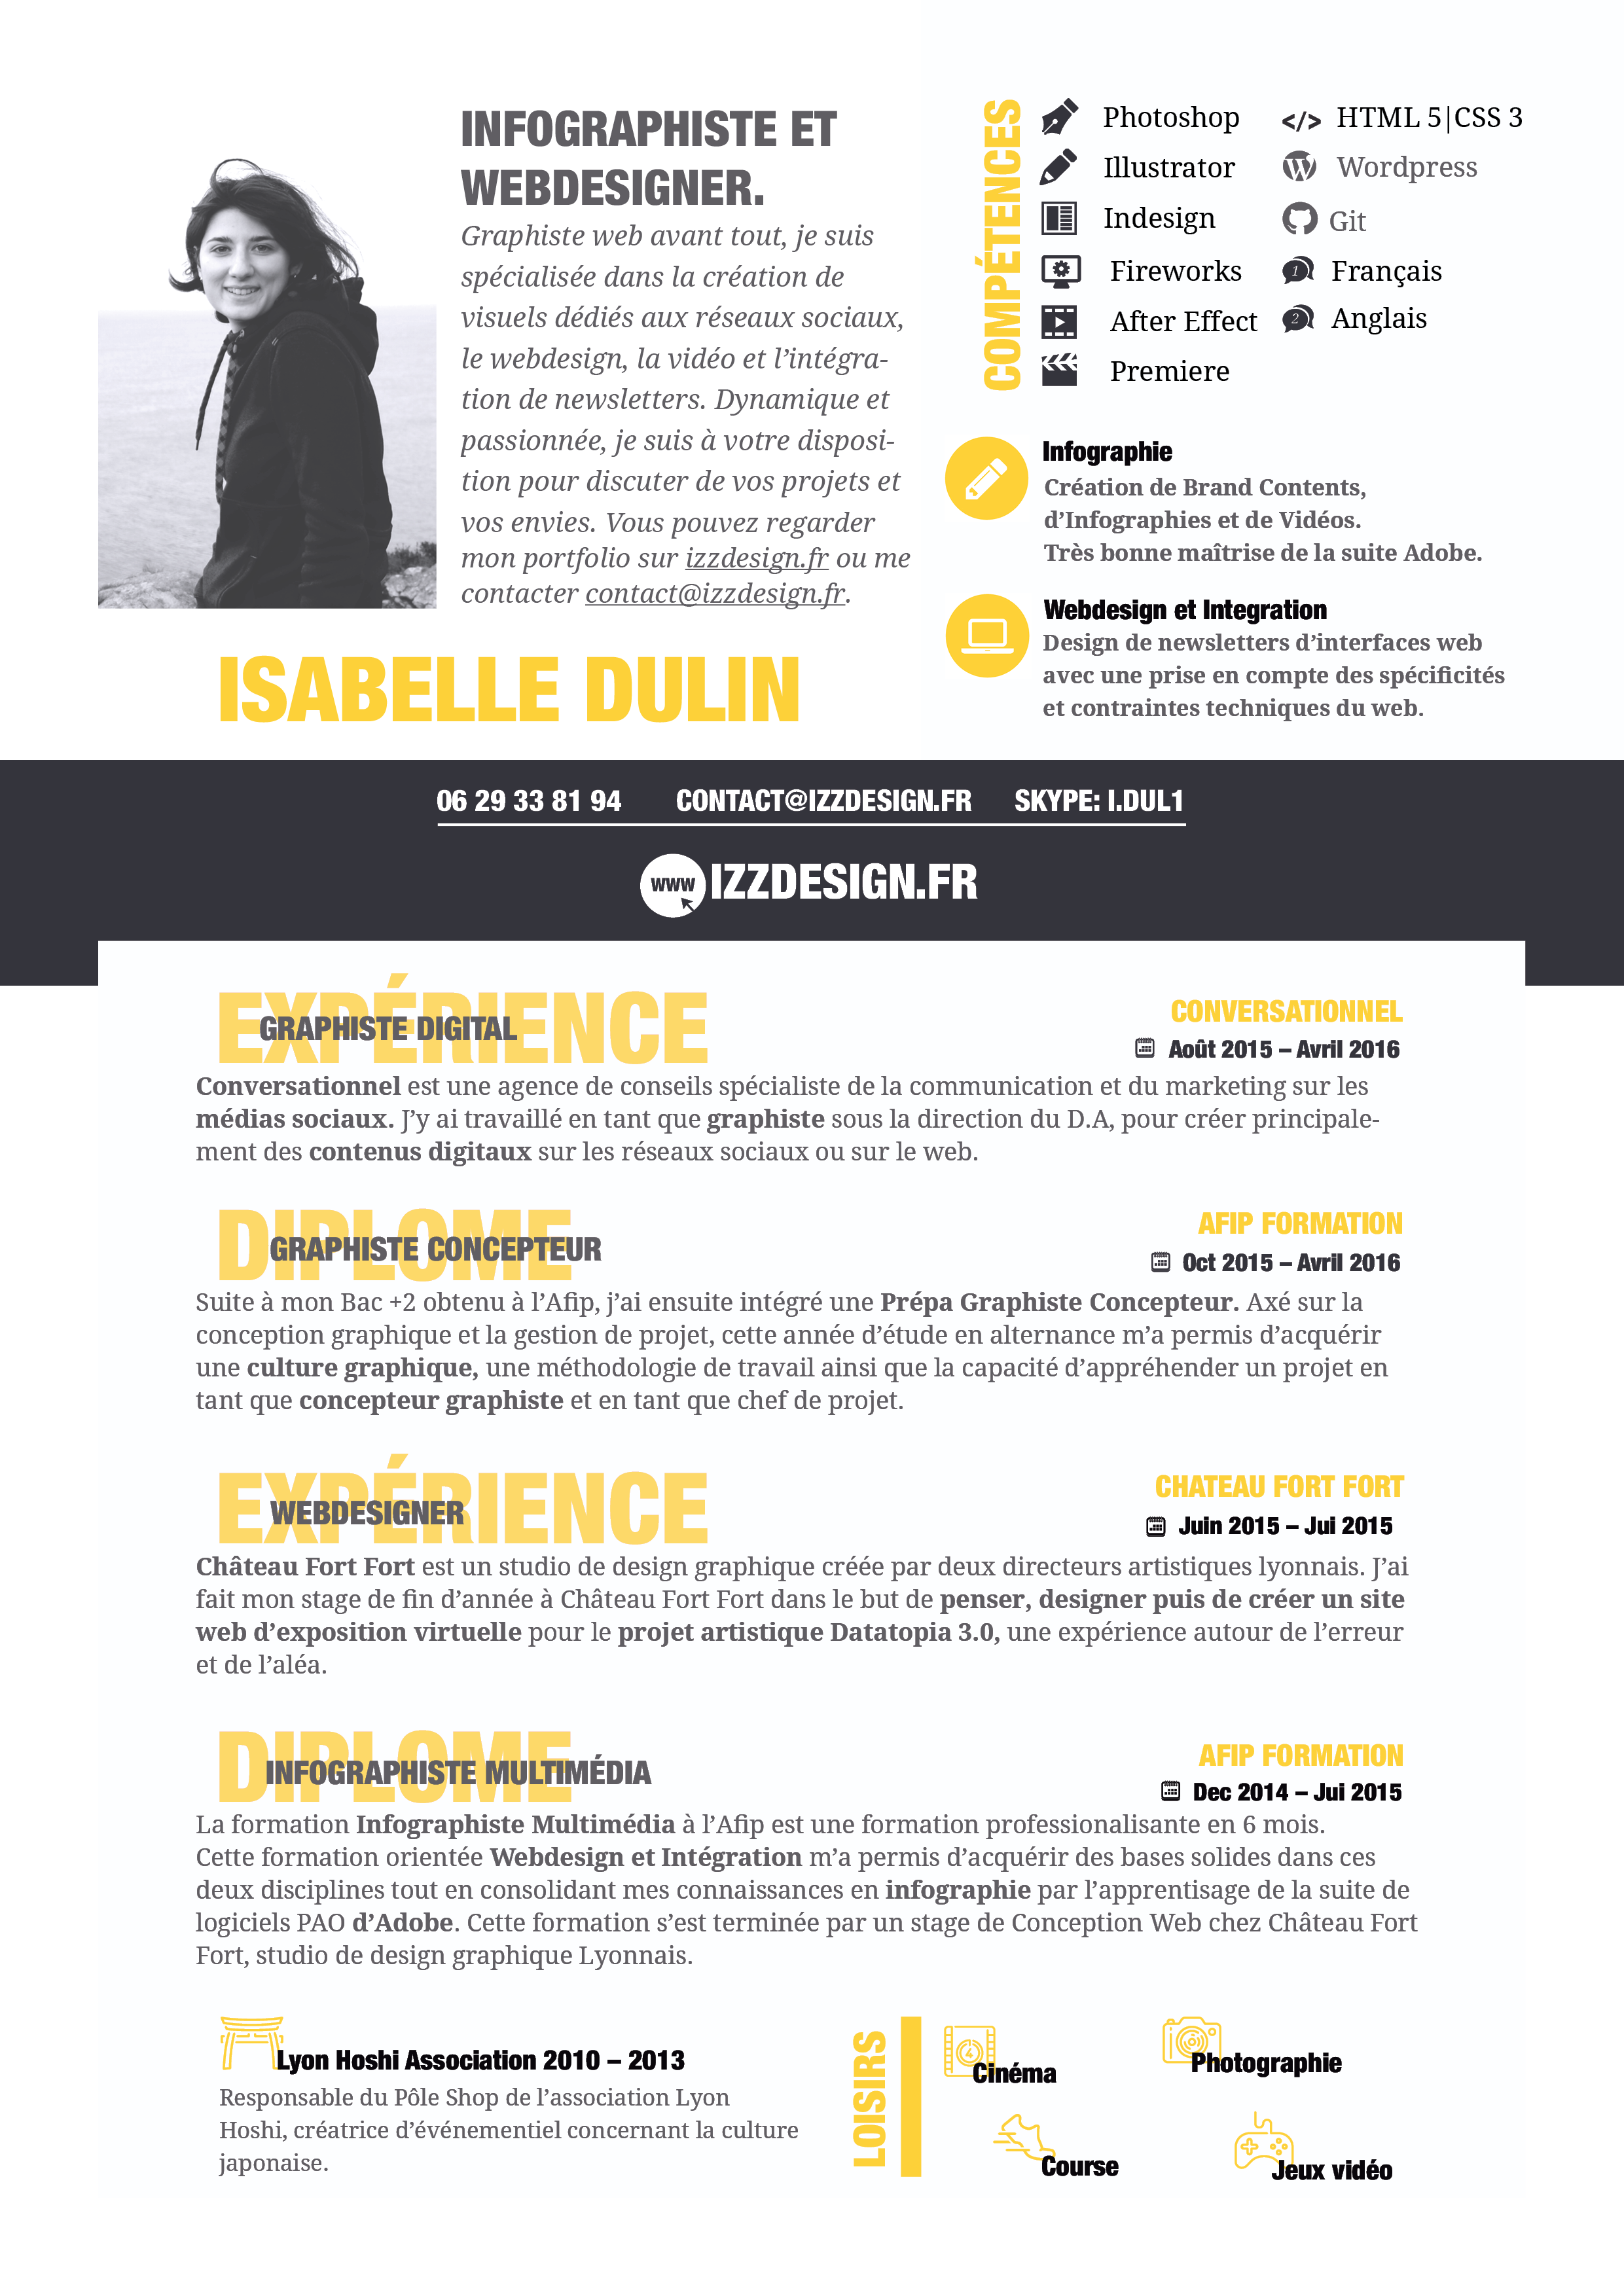 INFOGRAPHISTE ET
WEBDESIGNER.
Graphiste web avant tout, je suis
spécialisée dans la création de
visuels dédiés aux réseaux sociaux,
le webdesign, la vidéo et l'intégra-
tion de newsletters. Dynamique et
passionnée, je suis à votre disposi-
tion pour discuter de vos projets et
vos envies. Vous pouvez regarder
mon portfolio sur izzdesign.fr ou me
contacter contact@izzdesign.fr.
ISABELLE DULIN
COMPÉTENCES
Photoshop
Illustrator
Indesign
Fireworks
After Effect
Premiere
</> HTML 5|CSS 3
Wordpress
Git
1 Français
2 Anglais
Infographie
Création de Brand Contents,
d'Infographies et de Vidéos.
Très bonne maîtrise de la suite Adobe.
Webdesign et Integration
Design de newsletters d'interfaces web
avec une prise en compte des spécificités
et contraintes techniques du web.
06 29 33 81 94 CONTACT@IZZDESIGN.FR SKYPE: I.DUL1
www IZZDESIGN.FR
EXPÉRIENCE
GRAPHISTE DIGITAL
CONVERSATIONNEL
Août 2015 – Avril 2016
Conversationnel est une agence de conseils spécialiste de la communication et du marketing sur les
médias sociaux. J'y ai travaillé en tant que graphiste sous la direction du D.A, pour créer principale-
ment des contenus digitaux sur les réseaux sociaux ou sur le web.
DIPLOME
GRAPHISTE CONCEPTEUR
AFIP FORMATION
Oct 2015 – Avril 2016
Suite à mon Bac +2 obtenu à l'Afip, j'ai ensuite intégré une Prépa Graphiste Concepteur. Axé sur la
conception graphique et la gestion de projet, cette année d'étude en alternance m'a permis d'acquérir
une culture graphique, une méthodologie de travail ainsi que la capacité d'appréhender un projet en
tant que concepteur graphiste et en tant que chef de projet.
EXPÉRIENCE
WEBDESIGNER
CHATEAU FORT FORT
Juin 2015 – Jui 2015
Château Fort Fort est un studio de design graphique créée par deux directeurs artistiques lyonnais. J'ai
fait mon stage de fin d'année à Château Fort Fort dans le but de penser, designer puis de créer un site
web d'exposition virtuelle pour le projet artistique Datatopia 3.0, une expérience autour de l'erreur
et de l'aléa.
DIPLOME
INFOGRAPHISTE MULTIMÉDIA
AFIP FORMATION
Dec 2014 – Jui 2015
La formation Infographiste Multimédia à l'Afip est une formation professionalisante en 6 mois.
Cette formation orientée Webdesign et Intégration m'a permis d'acquérir des bases solides dans ces
deux disciplines tout en consolidant mes connaissances en infographie par l'apprentisage de la suite de
logiciels PAO d'Adobe. Cette formation s'est terminée par un stage de Conception Web chez Château Fort
Fort, studio de design graphique Lyonnais.
Lyon Hoshi Association 2010 – 2013
Responsable du Pôle Shop de l'association Lyon
Hoshi, créatrice d'événementiel concernant la culture
japonaise.
LOISIRS
4
Cinéma
Photographie
Course
Jeux vidéo